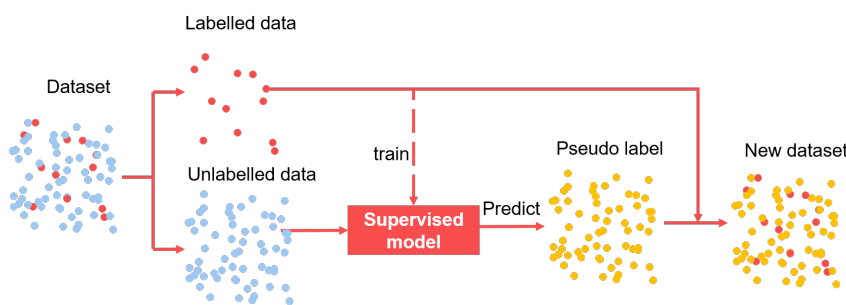 Labelled data
Dataset
train
Pseudo label
New dataset
Unlabelled data
Predict
Supervised
model